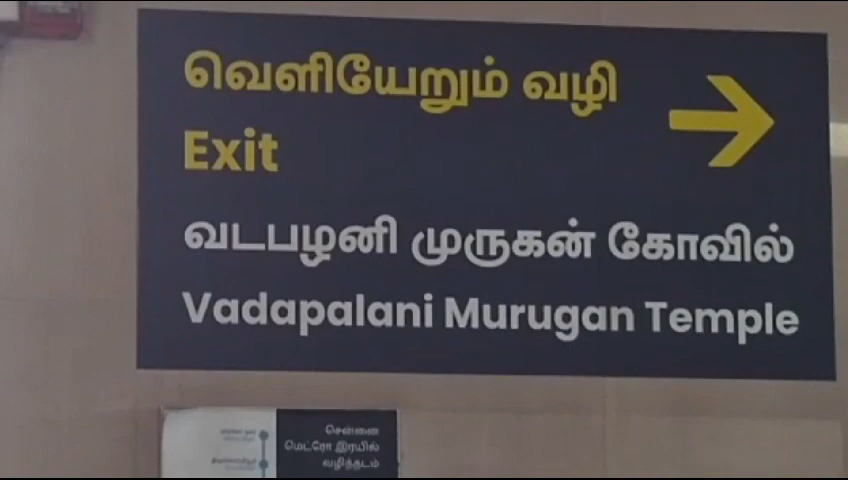 வெளியேறும் வழி
Exit
வடபழனி முருகன் கோவில்
Vadapalani Murugan Temple
சென்னை
மெட்ரோ இரயில்
வழித்தடம்